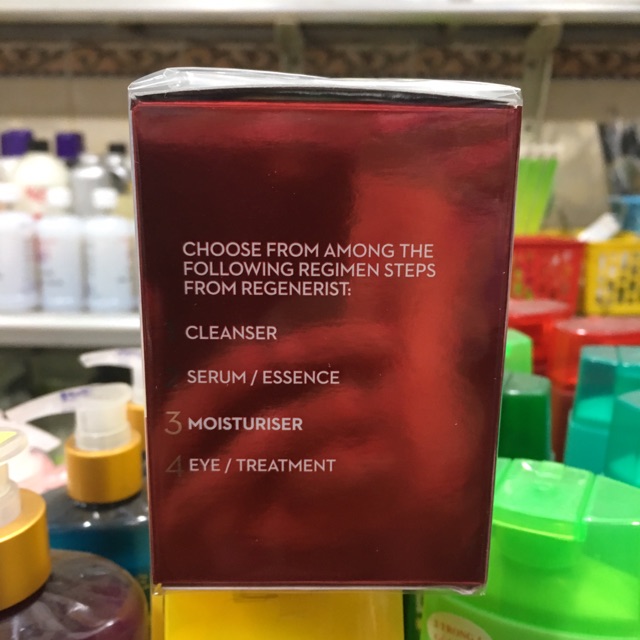 CHOOSE FROM AMONG THE
FOLLOWING REGIMEN STEPS
FROM REGENERIST:
CLEANSER
SERUM / ESSENCE
3 MOISTURISER
4 EYE / TREATMENT